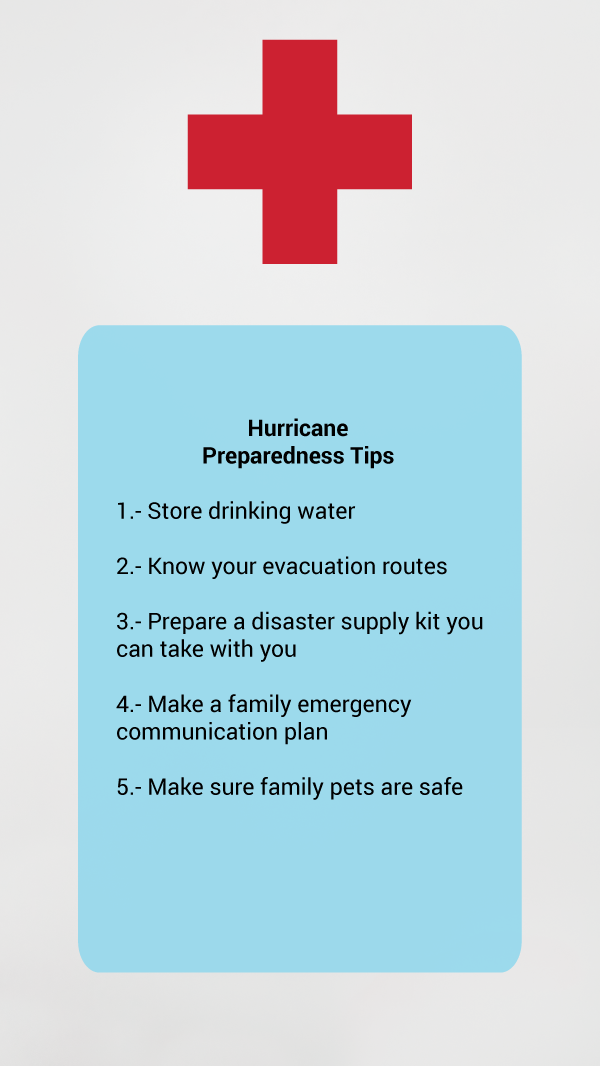 Hurricane
Preparedness Tips
1.- Store drinking water
2.- Know your evacuation routes
3.- Prepare a disaster supply kit you
can take with you
4.- Make a family emergency
communication plan
5.- Make sure family pets are safe